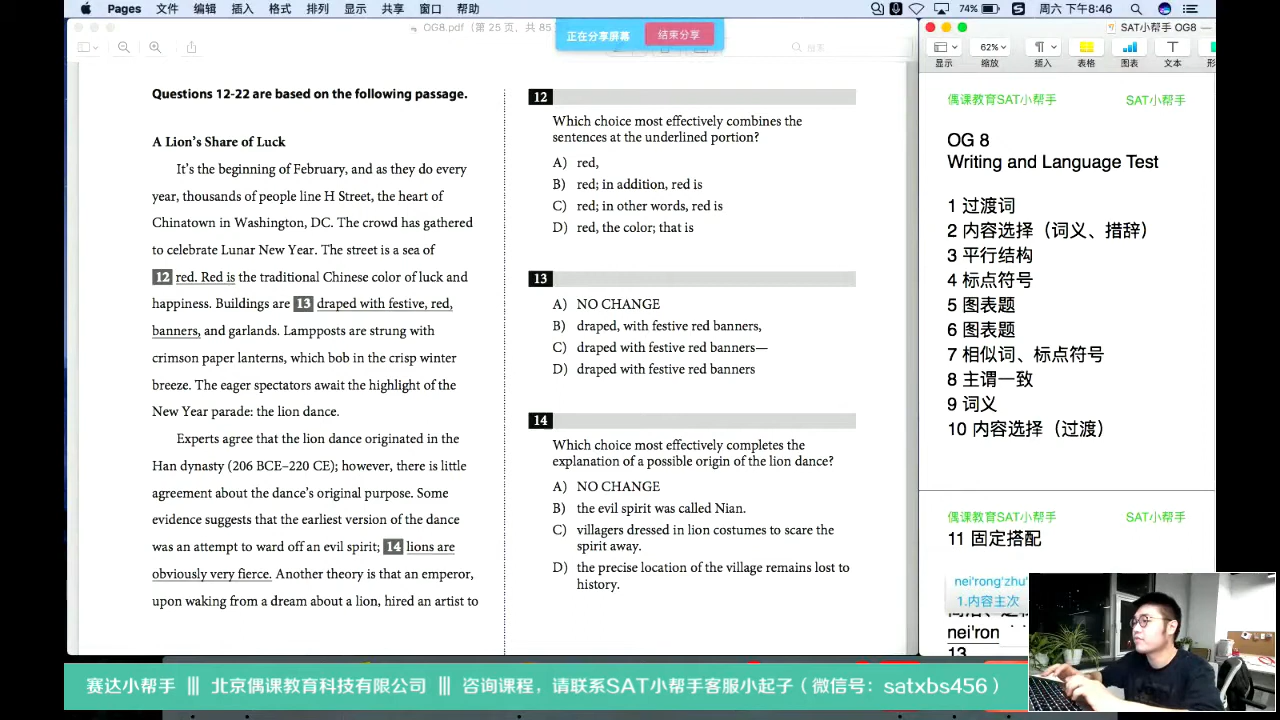 Pages 文件 编辑 插入 格式 排列 显示 共享 窗口 帮助
74% 周六下午8:46
OG8.pdf（第 25 页，共 85
正在分享屏幕 结束分享
搜索
SAT小帮手 OG8 —
62%
显示 缩放 插入 表格 图表 文本
Questions 12-22 are based on the following passage.
A Lion's Share of Luck
It's the beginning of February, and as they do every
year, thousands of people line H Street, the heart of
Chinatown in Washington, DC. The crowd has gathered
to celebrate Lunar New Year. The street is a sea of
12 red. Red is the traditional Chinese color of luck and
happiness. Buildings are 13 draped with festive, red,
banners, and garlands. Lampposts are strung with
crimson paper lanterns, which bob in the crisp winter
breeze. The eager spectators await the highlight of the
New Year parade: the lion dance.
Experts agree that the lion dance originated in the
Han dynasty (206 BCE–220 CE); however, there is little
agreement about the dance's original purpose. Some
evidence suggests that the earliest version of the dance
was an attempt to ward off an evil spirit; 14 lions are
obviously very fierce. Another theory is that an emperor,
upon waking from a dream about a lion, hired an artist to
12
Which choice most effectively combines the
sentences at the underlined portion?
A) red,
B) red; in addition, red is
C) red; in other words, red is
D) red, the color; that is
13
A) NO CHANGE
B) draped, with festive red banners,
C) draped with festive red banners—
D) draped with festive red banners
14
Which choice most effectively completes the
explanation of a possible origin of the lion dance?
A) NO CHANGE
B) the evil spirit was called Nian.
C) villagers dressed in lion costumes to scare the
spirit away.
D) the precise location of the village remains lost to
history.
偶课教育SAT小帮手 SAT小帮手
OG 8
Writing and Language Test
1 过渡词
2 内容选择（词义、措辞）
3 平行结构
4 标点符号
5 图表题
6 图表题
7 相似词、标点符号
8 主谓一致
9 词义
10 内容选择（过渡）
偶课教育SAT小帮手 SAT小帮手
11 固定搭配
nei'rong'zhu'
1.内容主次
nei'ron
13
赛达小帮手 ||| 北京偶课教育科技有限公司 ||| 咨询课程，请联系SAT小帮手客服小起子（微信号：satxbs456）